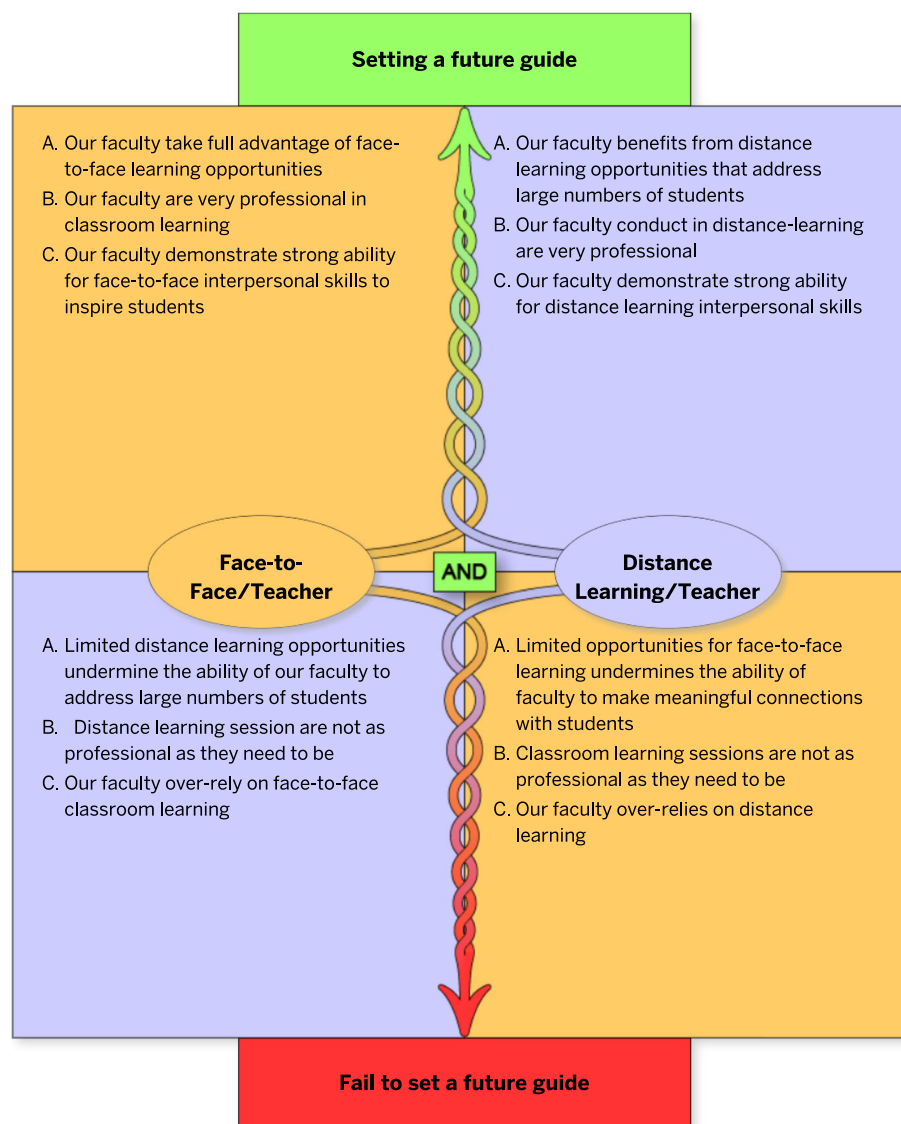 Setting a future guide
A. Our faculty take full advantage of face-
to-face learning opportunities
B. Our faculty are very professional in
classroom learning
C. Our faculty demonstrate strong ability
for face-to-face interpersonal skills to
inspire students
A. Our faculty benefits from distance
learning opportunities that address
large numbers of students
B. Our faculty conduct in distance-learning
are very professional
C. Our faculty demonstrate strong ability
for distance learning interpersonal skills
Face-to-
Face/Teacher
AND
Distance
Learning/Teacher
A. Limited distance learning opportunities
undermine the ability of our faculty to
address large numbers of students
B. Distance learning session are not as
professional as they need to be
C. Our faculty over-rely on face-to-face
classroom learning
A. Limited opportunities for face-to-face
learning undermines the ability of
faculty to make meaningful connections
with students
B. Classroom learning sessions are not as
professional as they need to be
C. Our faculty over-relies on distance
learning
Fail to set a future guide